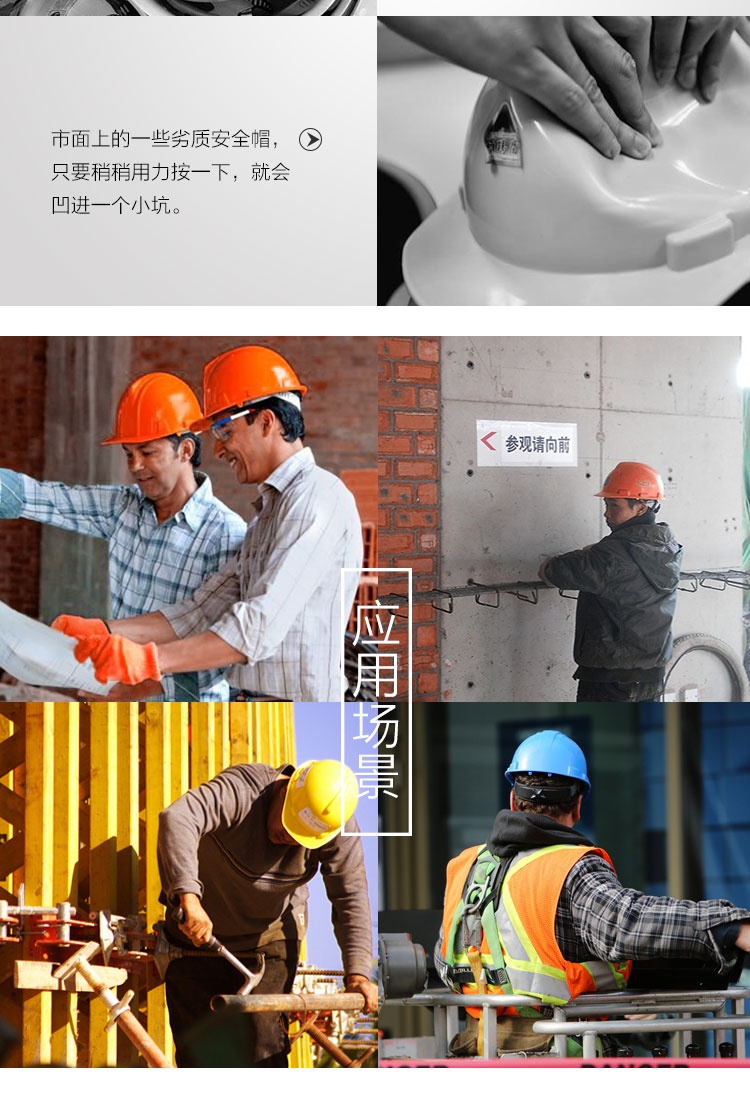 市面上的一些劣质安全帽，
只要稍稍用力按一下，就会
凹进一个小坑。
参观请向前
应用场景
DANGER